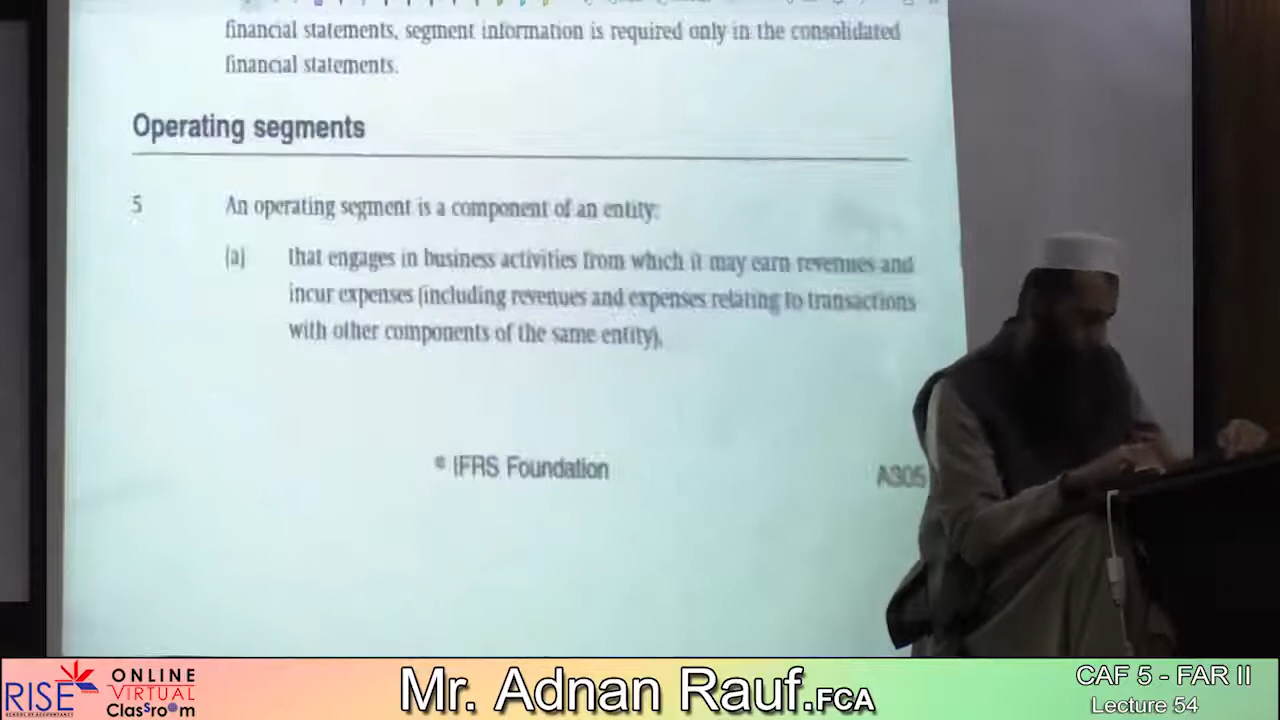 financial statements, segment information is required only in the consolidated
financial statements.
Operating segments
5 An operating segment is a component of an entity:
(a) that engages in business activities from which it may earn revenues and
incur expenses (including revenues and expenses relating to transactions
with other components of the same entity),
© IFRS Foundation A305
RISE
ONLINE
VIRTUAL
Classroom
Mr. Adnan Rauf.FCA
CAF 5 - FAR II
Lecture 54